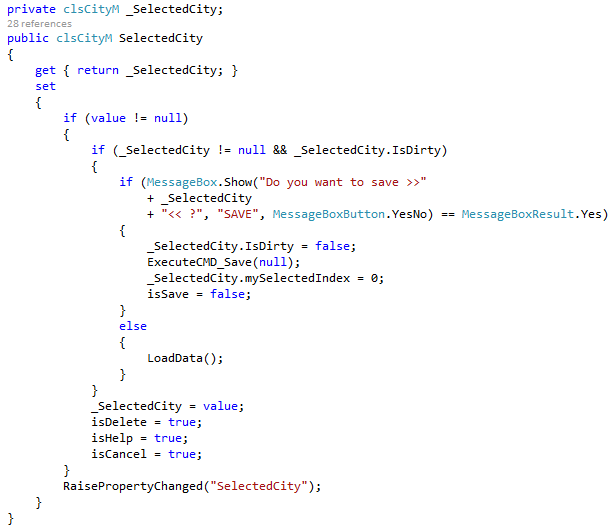 private clsCityM _SelectedCity;
28 references
public clsCityM SelectedCity
{
    get { return _SelectedCity; }
    set
    {
        if (value != null)
        {
            if (_SelectedCity != null && _SelectedCity.IsDirty)
            {
                if (MessageBox.Show("Do you want to save >>"
                    + _SelectedCity
                    + "<< ?", "SAVE", MessageBoxButton.YesNo) == MessageBoxResult.Yes)
                {
                    _SelectedCity.IsDirty = false;
                    ExecuteCMD_Save(null);
                    _SelectedCity.mySelectedIndex = 0;
                    isSave = false;
                }
                else
                {
                    LoadData();
                }
            }
            _SelectedCity = value;
            isDelete = true;
            isHelp = true;
            isCancel = true;
        }
        RaisePropertyChanged("SelectedCity");
    }
}